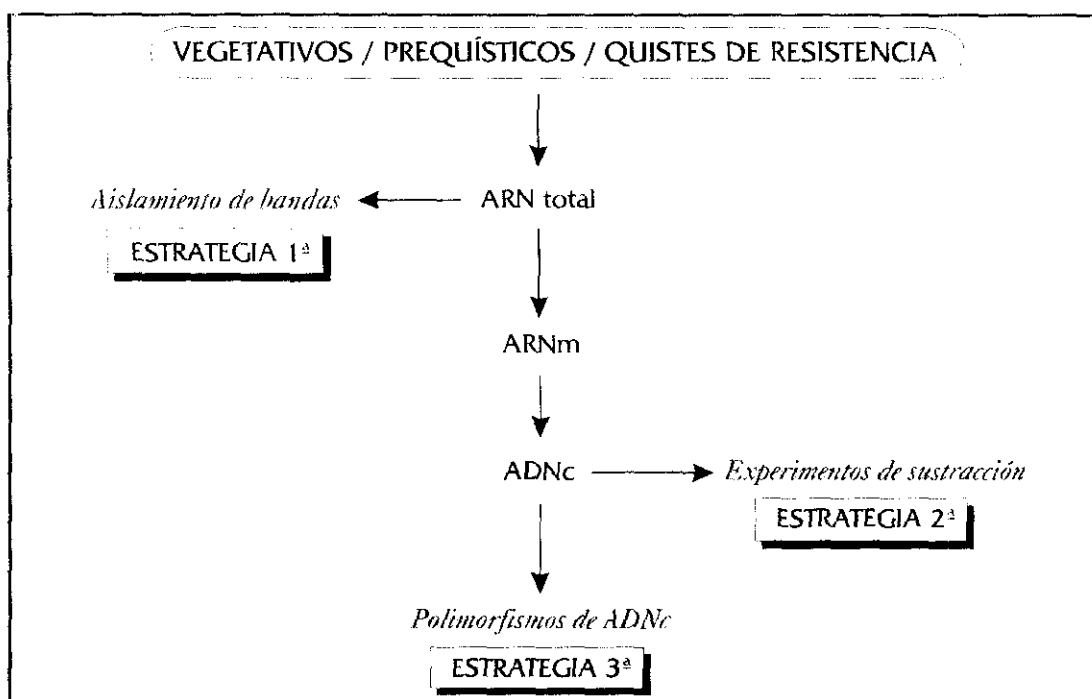 VEGETATIVOS / PREQUÍSTICOS / QUISTES DE RESISTENCIA
Aislamiento de bandas
ARN total
ESTRATEGIA 1ª
ARNm
ADNc
Experimentos de sustracción
ESTRATEGIA 2ª
Polimorfismos de ADNc
ESTRATEGIA 3ª